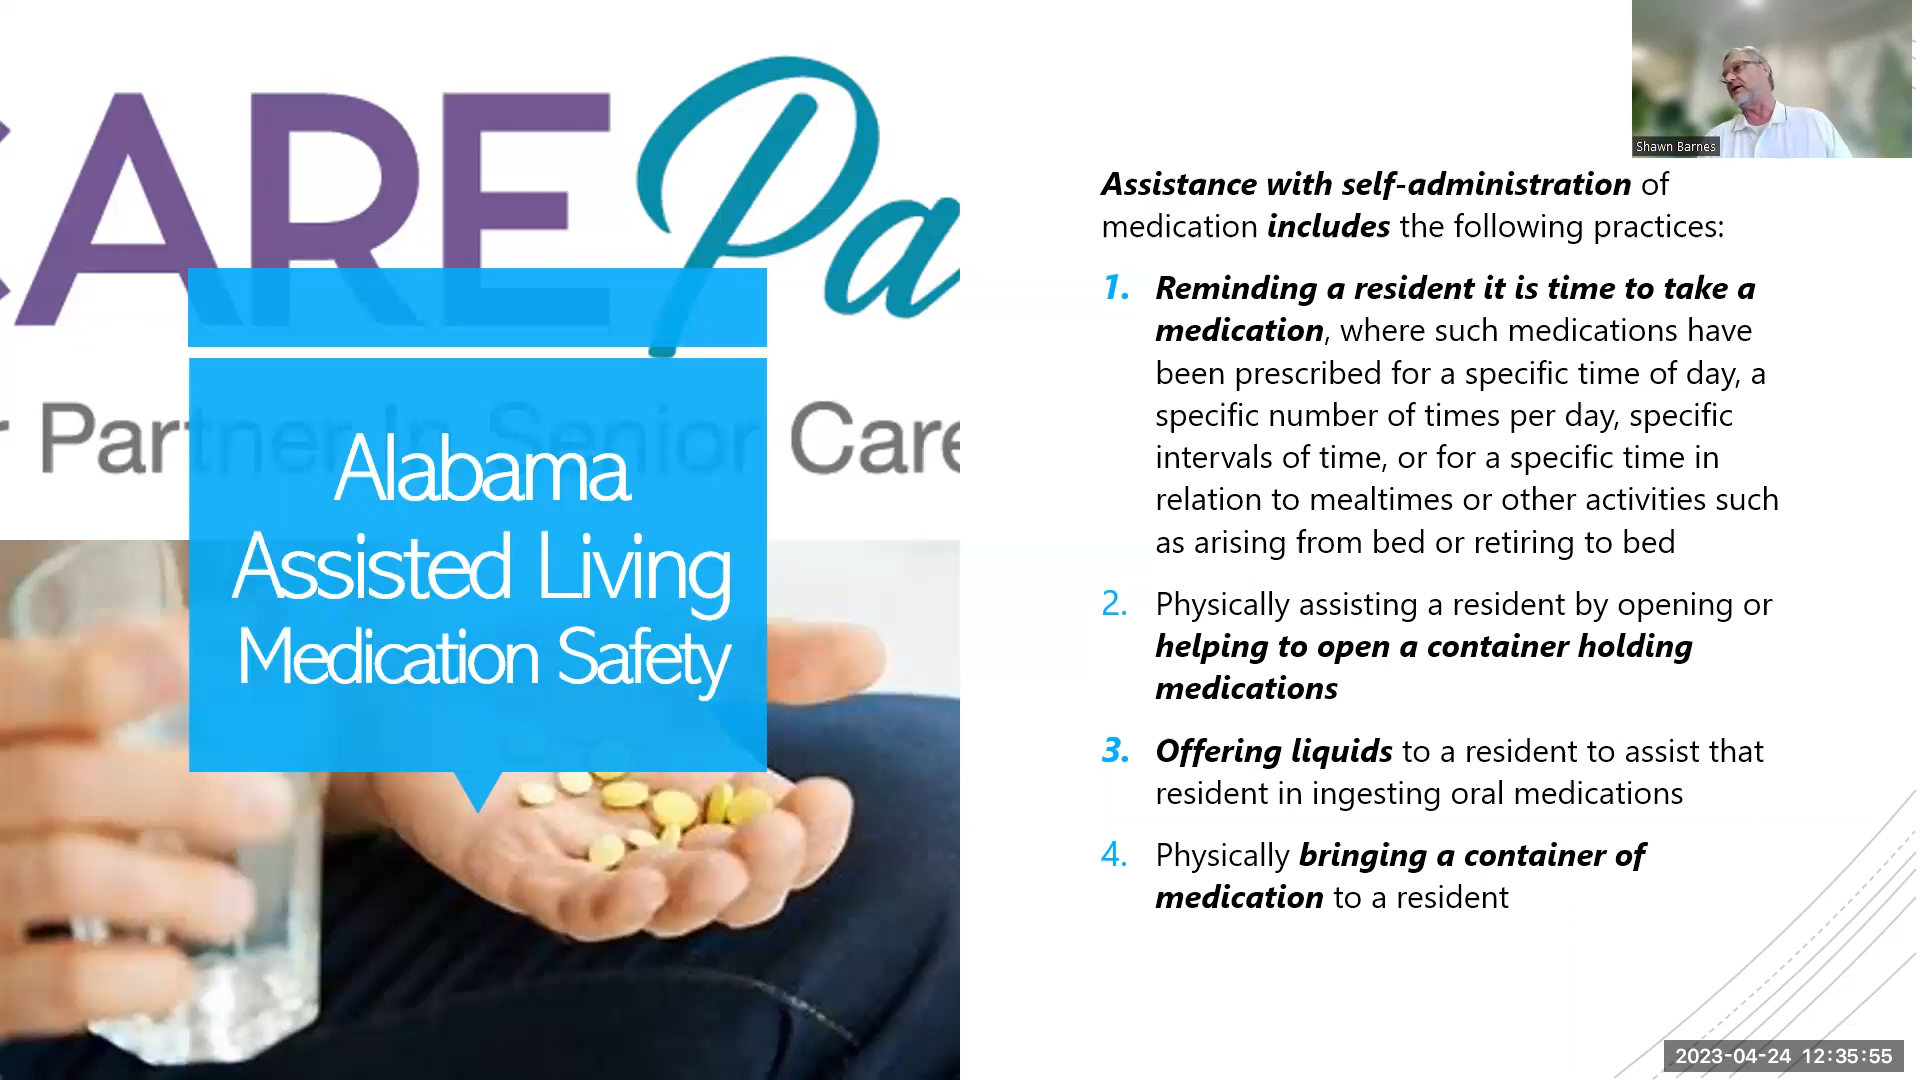 CARE Pa
r Partner In Senior Care
Alabama
Assisted Living
Medication Safety
Shawn Barnes
Assistance with self-administration of
medication includes the following practices:
1. Reminding a resident it is time to take a
medication, where such medications have
been prescribed for a specific time of day, a
specific number of times per day, specific
intervals of time, or for a specific time in
relation to mealtimes or other activities such
as arising from bed or retiring to bed
2. Physically assisting a resident by opening or
helping to open a container holding
medications
3. Offering liquids to a resident to assist that
resident in ingesting oral medications
4. Physically bringing a container of
medication to a resident
2023-04-24 12:35:55